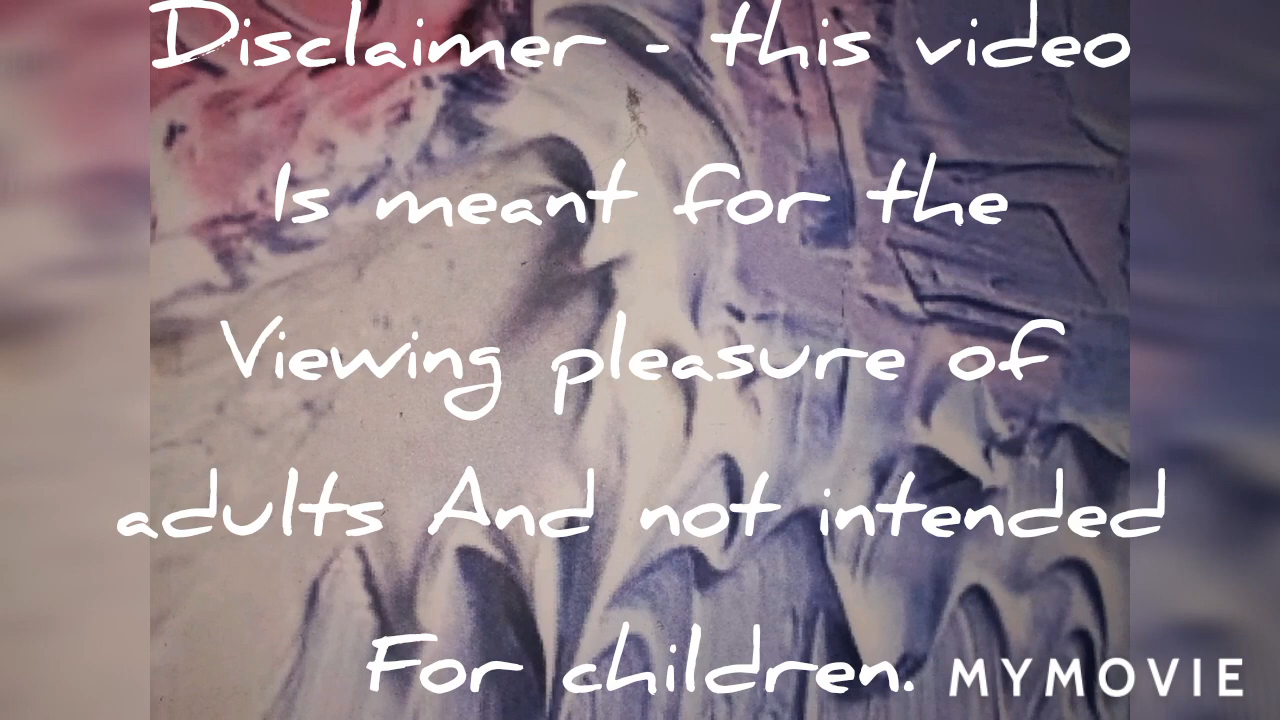 Disclaimer - this video
Is meant for the
Viewing pleasure of
adults And not intended
For children.
MYMOVIE